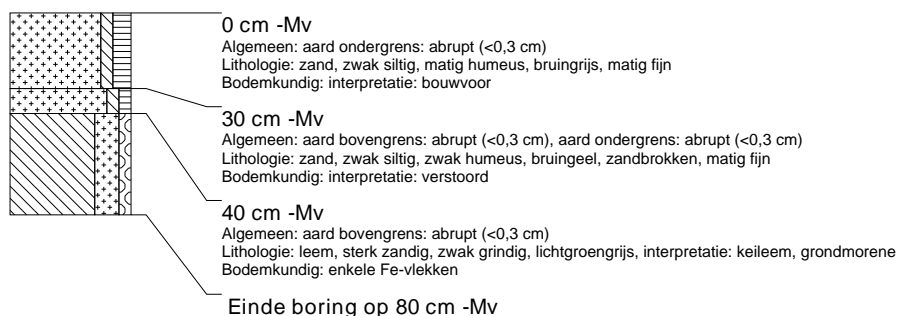 0 cm -Mv
Algemeen: aard ondergrens: abrupt (<0,3 cm)
Lithologie: zand, zwak siltig, matig humeus, bruingrijs, matig fijn
Bodemkundig: interpretatie: bouwvoor
30 cm -Mv
Algemeen: aard bovengrens: abrupt (<0,3 cm), aard ondergrens: abrupt (<0,3 cm)
Lithologie: zand, zwak siltig, zwak humeus, bruingeel, zandbrokken, matig fijn
Bodemkundig: interpretatie: verstoord
40 cm -Mv
Algemeen: aard bovengrens: abrupt (<0,3 cm)
Lithologie: leem, sterk zandig, zwak grindig, lichtgroengrijs, interpretatie: keileem, grondmorene
Bodemkundig: enkele Fe-vlekken
Einde boring op 80 cm -Mv